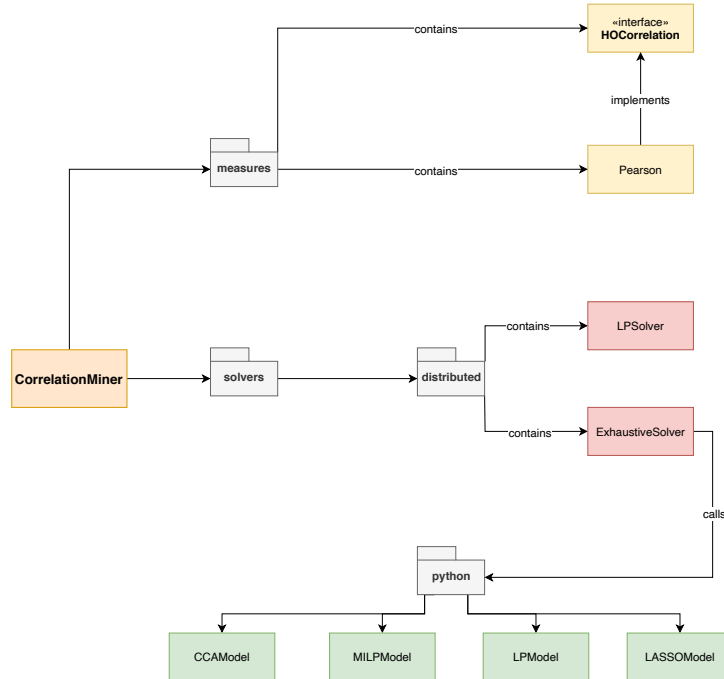 contains
«interface»
HOCorrelation
implements
measures
contains
Pearson
contains
LPSolver
CorrelationMiner
solvers
distributed
contains
ExhaustiveSolver
calls
python
CCAModel
MILPModel
LPModel
LASSOModel